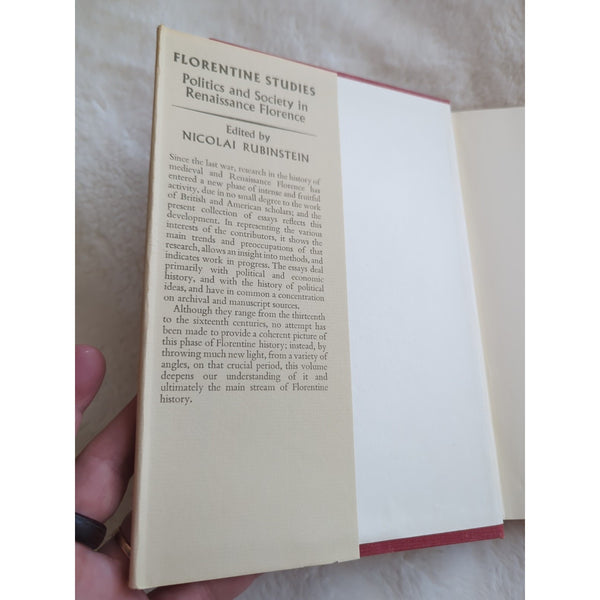 FLORENTINE STUDIES
Politics and Society in
Renaissance Florence
Edited by
NICOLAI RUBINSTEIN
Since the last war, research in the history of
medieval and Renaissance Florence has
entered a new phase of intense and fruitful
activity, due in no small degree to the work
of British and American scholars; and the
present collection of essays reflects this
development. In representing the various
interests of the contributors, it shows the
main trends and preoccupations of that
research, allows an insight into methods, and
indicates work in progress. The essays deal
primarily with political and economic
history, and with the history of political
ideas, and have in common a concentration
on archival and manuscript sources.
Although they range from the thirteenth
to the sixteenth centuries, no attempt has
been made to provide a coherent picture of
this phase of Florentine history; instead, by
throwing much new light, from a variety of
angles, on that crucial period, this volume
deepens our understanding of it and
ultimately the main stream of Florentine
history.